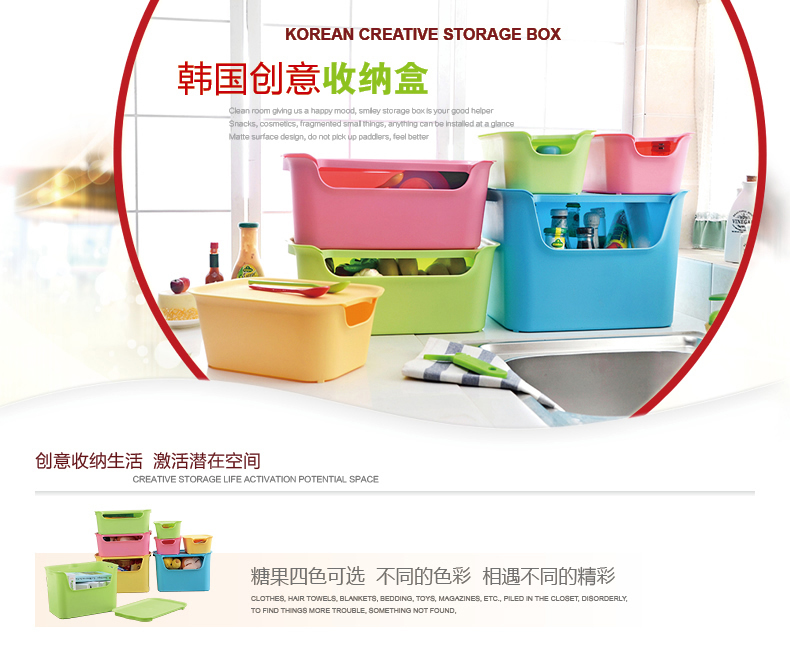 KOREAN CREATIVE STORAGE BOX
韩国创意收纳盒
Clean room giving us a happy mood, smiley storage box is your good helper
Snacks, cosmetics, fragmented small things, anything can be installed at a glance
Matte surface design, do not pick up paddlers, feel better
VINEGAR
创意收纳生活 激活潜在空间
CREATIVE STORAGE LIFE ACTIVATION POTENTIAL SPACE
糖果四色可选 不同的色彩 相遇不同的精彩
CLOTHES, HAIR TOWELS, BLANKETS, BEDDING, TOYS, MAGAZINES, ETC., PILED IN THE CLOSET, DISORDERLY,
TO FIND THINGS MORE TROUBLE, SOMETHING NOT FOUND,